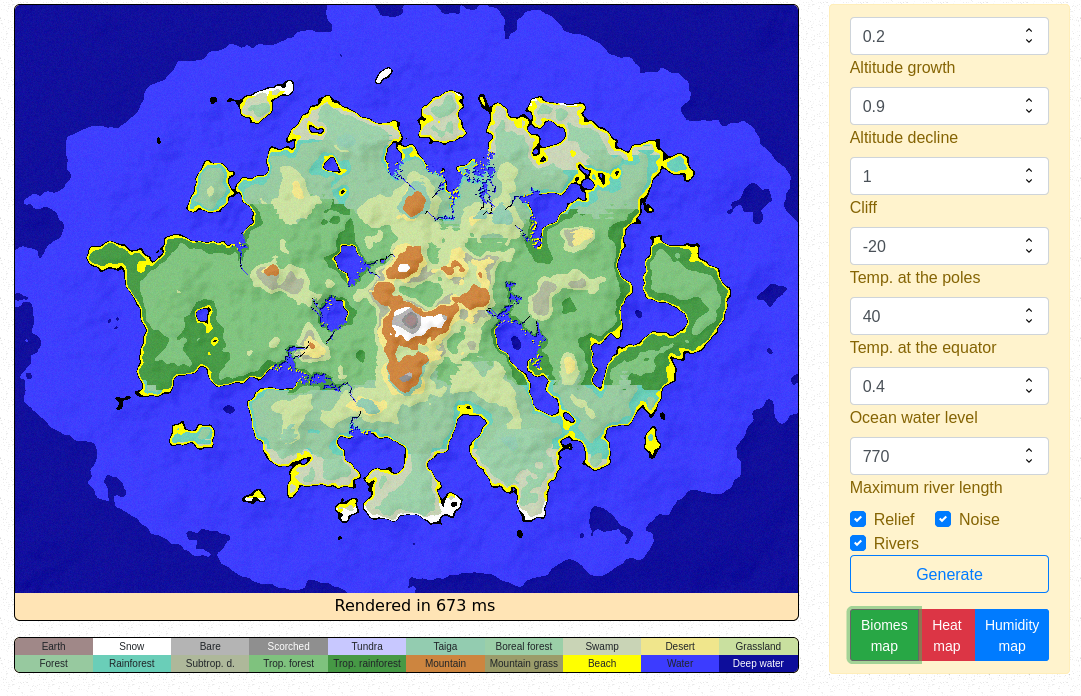 0.2
Altitude growth
0.9
Altitude decline
1
Cliff
-20
Temp. at the poles
40
Temp. at the equator
0.4
Ocean water level
770
Maximum river length
Relief Noise
Rivers
Generate
Biomes map
Heat map
Humidity map
Rendered in 673 ms
Earth Snow Bare Scorched Tundra Taiga Boreal forest Swamp Desert Grassland
Forest Rainforest Subtrop. d. Trop. forest Trop. rainforest Mountain Mountain grass Beach Water Deep water